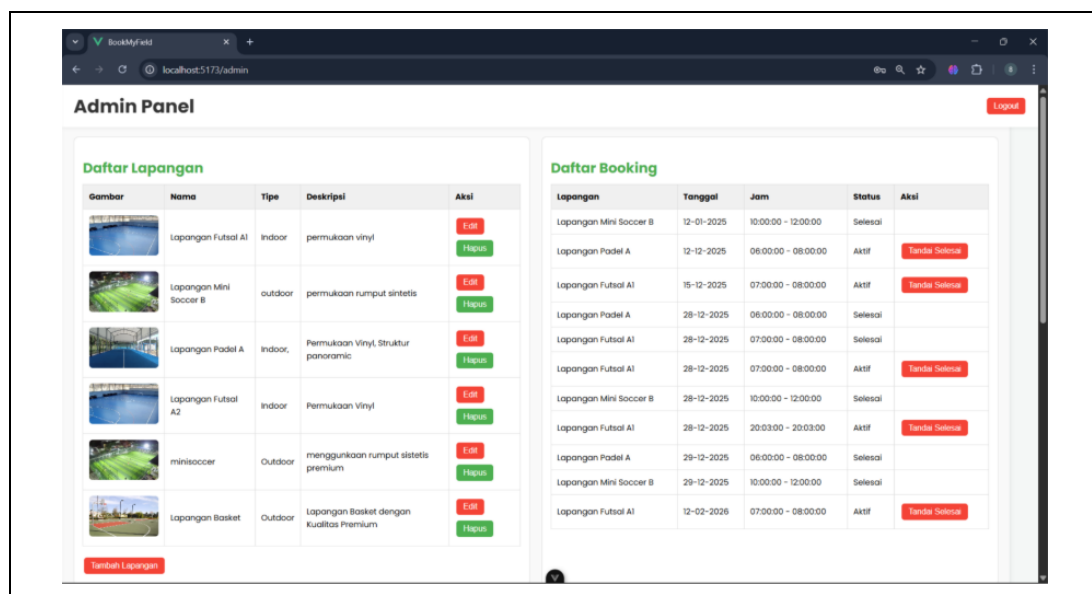 BookMyField
localhost:5173/admin
Admin Panel
Logout
Daftar Lapangan
Gambar Nama Tipe Deskripsi Aksi
Lapangan Futsal A1 Indoor permukaan vinyl Edit Hapus
Lapangan Mini Soccer B outdoor permukaan rumput sintetis Edit Hapus
Lapangan Padel A Indoor, Permukaan Vinyl, Struktur panoramic Edit Hapus
Lapangan Futsal A2 Indoor Permukaan Vinyl Edit Hapus
minisoccer Outdoor menggunkaan rumput sistetis premium Edit Hapus
Lapangan Basket Outdoor Lapangan Basket dengan Kualitas Premium Edit Hapus
Tambah Lapangan
Daftar Booking
Lapangan Tanggal Jam Status Aksi
Lapangan Mini Soccer B 12-01-2025 10:00:00 - 12:00:00 Selesai
Lapangan Padel A 12-12-2025 06:00:00 - 08:00:00 Aktif Tandai Selesai
Lapangan Futsal A1 15-12-2025 07:00:00 - 08:00:00 Aktif Tandai Selesai
Lapangan Padel A 28-12-2025 06:00:00 - 08:00:00 Selesai
Lapangan Futsal A1 28-12-2025 07:00:00 - 08:00:00 Selesai
Lapangan Futsal A1 28-12-2025 07:00:00 - 08:00:00 Aktif Tandai Selesai
Lapangan Mini Soccer B 28-12-2025 10:00:00 - 12:00:00 Selesai
Lapangan Futsal A1 28-12-2025 20:03:00 - 20:03:00 Aktif Tandai Selesai
Lapangan Padel A 29-12-2025 06:00:00 - 08:00:00 Selesai
Lapangan Mini Soccer B 29-12-2025 10:00:00 - 12:00:00 Selesai
Lapangan Futsal A1 12-02-2026 07:00:00 - 08:00:00 Aktif Tandai Selesai